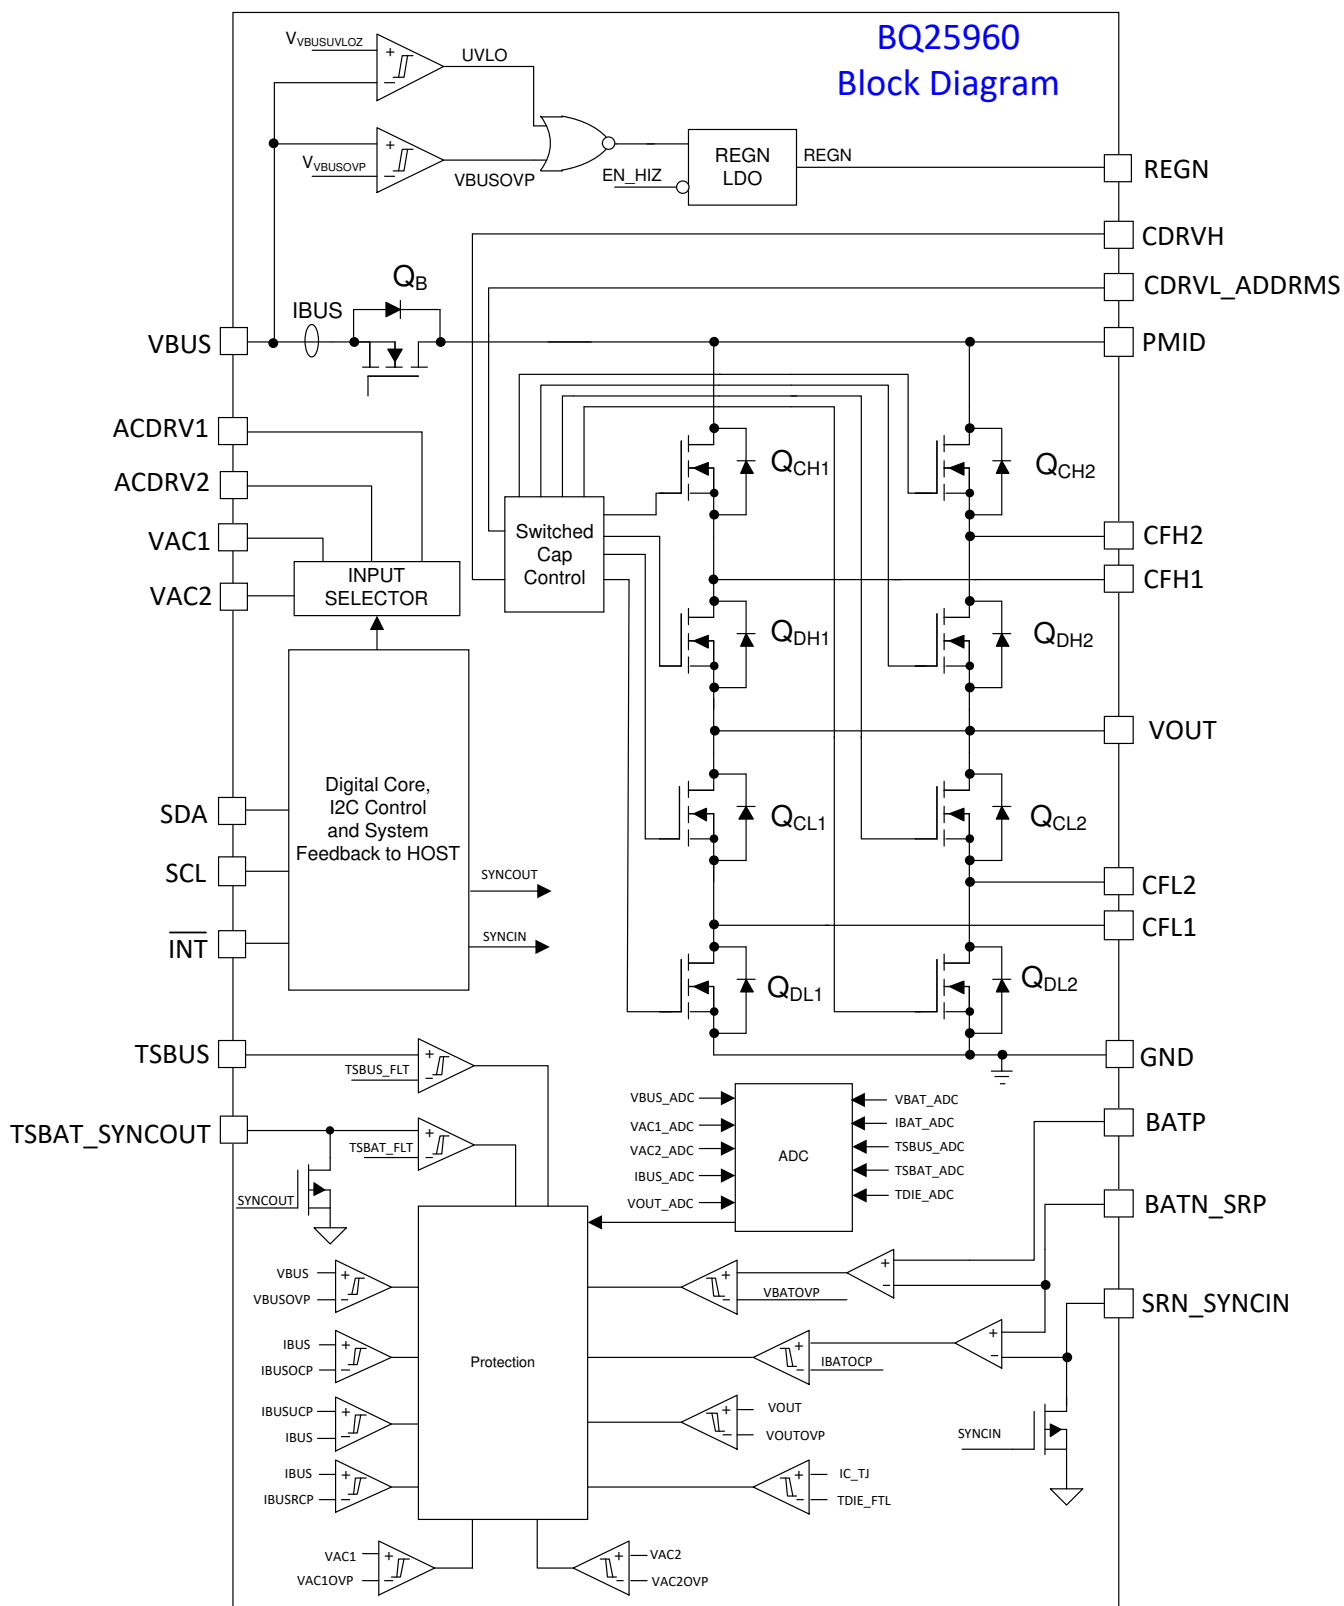 BQ25960
Block Diagram
VVBUSUVLOZ
+
−
UVLO
VVBUSOVP
+
−
VBUSOVP
EN_HIZ
REGN
LDO
REGN
REGN
CDRVH
CDRVL_ADDRMS
QB
IBUS
VBUS
PMID
ACDRV1
ACDRV2
VAC1
VAC2
INPUT
SELECTOR
Switched
Cap
Control
QCH1
QCH2
CFH2
CFH1
QDH1
QDH2
VOUT
Digital Core,
I2C Control
and System
Feedback to HOST
SDA
SCL
INT
SYNCOUT
SYNCIN
QCL1
QCL2
CFL2
CFL1
QDL1
QDL2
GND
TSBUS
TSBUS_FLT
+
−
TSBAT_SYNCOUT
TSBAT_FLT
+
−
SYNCOUT
VBUS_ADC
VAC1_ADC
VAC2_ADC
IBUS_ADC
VOUT_ADC
ADC
VBAT_ADC
IBAT_ADC
TSBUS_ADC
TSBAT_ADC
TDIE_ADC
BATP
BATN_SRP
SRN_SYNCIN
Protection
VBUS
VBUSOVP
+
−
IBUS
IBUSOCP
+
−
IBUSUCP
IBUS
+
−
IBUS
IBUSRCP
+
−
VAC1
VAC1OVP
+
−
VAC2
VAC2OVP
+
−
VBATOVP
+
−
+
−
IBATOCP
+
−
+
−
VOUT
VOUTOVP
+
−
IC_TJ
TDIE_FTL
+
−
SYNCIN